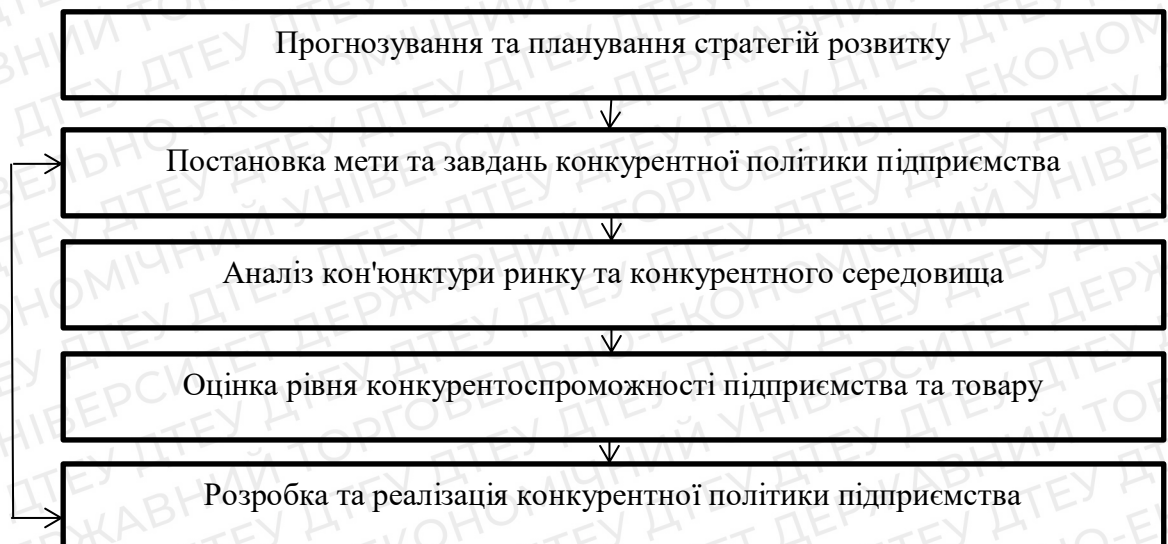 Прогнозування та планування стратегій розвитку
Постановка мети та завдань конкурентної політики підприємства
Аналіз кон'юнктури ринку та конкурентного середовища
Оцінка рівня конкурентоспроможності підприємства та товару
Розробка та реалізація конкурентної політики підприємства